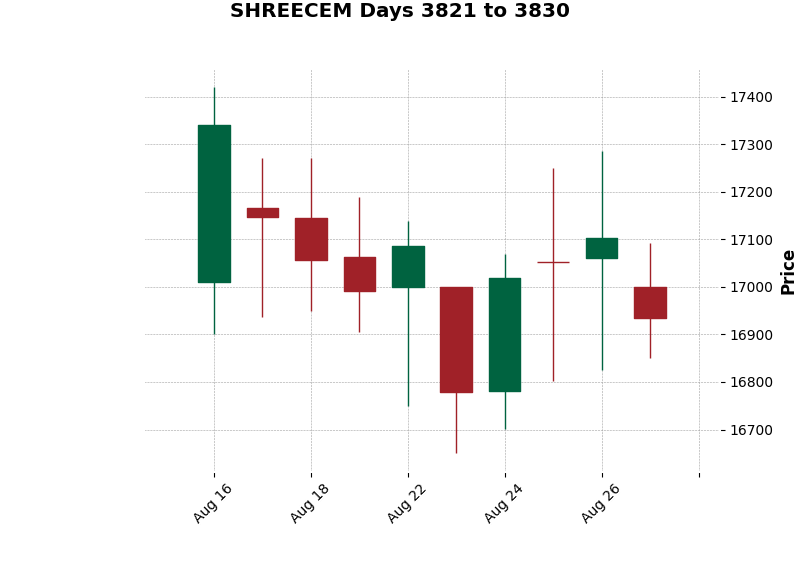 SHREECEM Days 3821 to 3830
17400
17300
17200
17100
17000
16900
16800
16700
Price
Aug 16
Aug 18
Aug 22
Aug 24
Aug 26